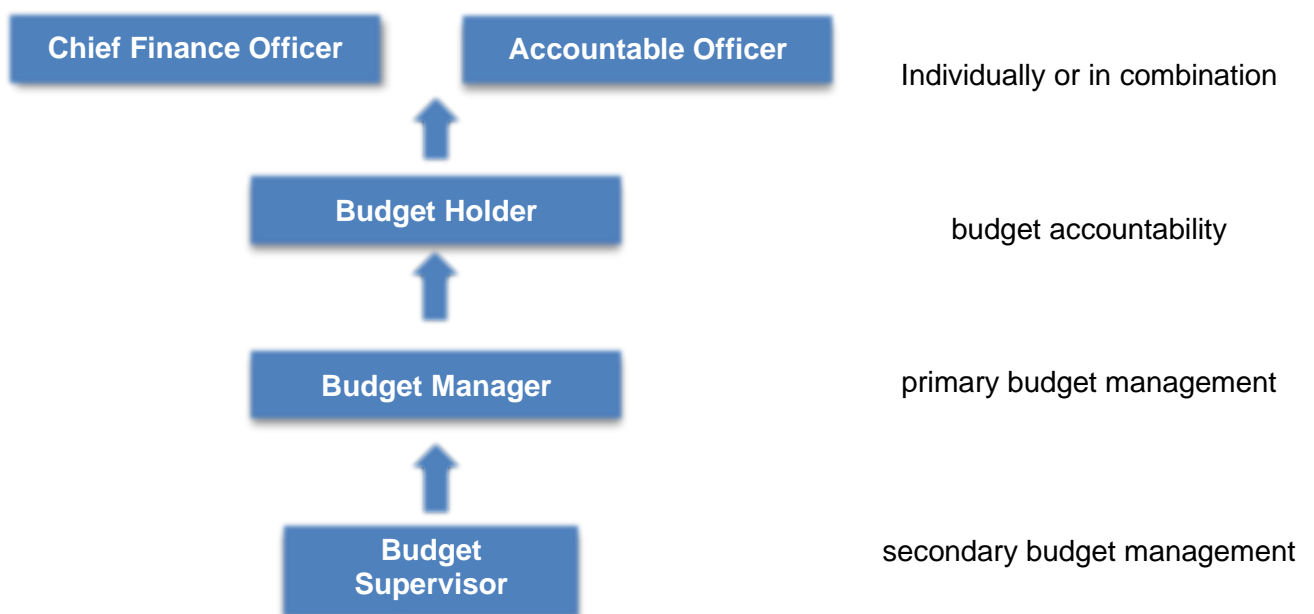 Chief Finance Officer
Accountable Officer
Individually or in combination
Budget Holder
budget accountability
Budget Manager
primary budget management
Budget
Supervisor
secondary budget management